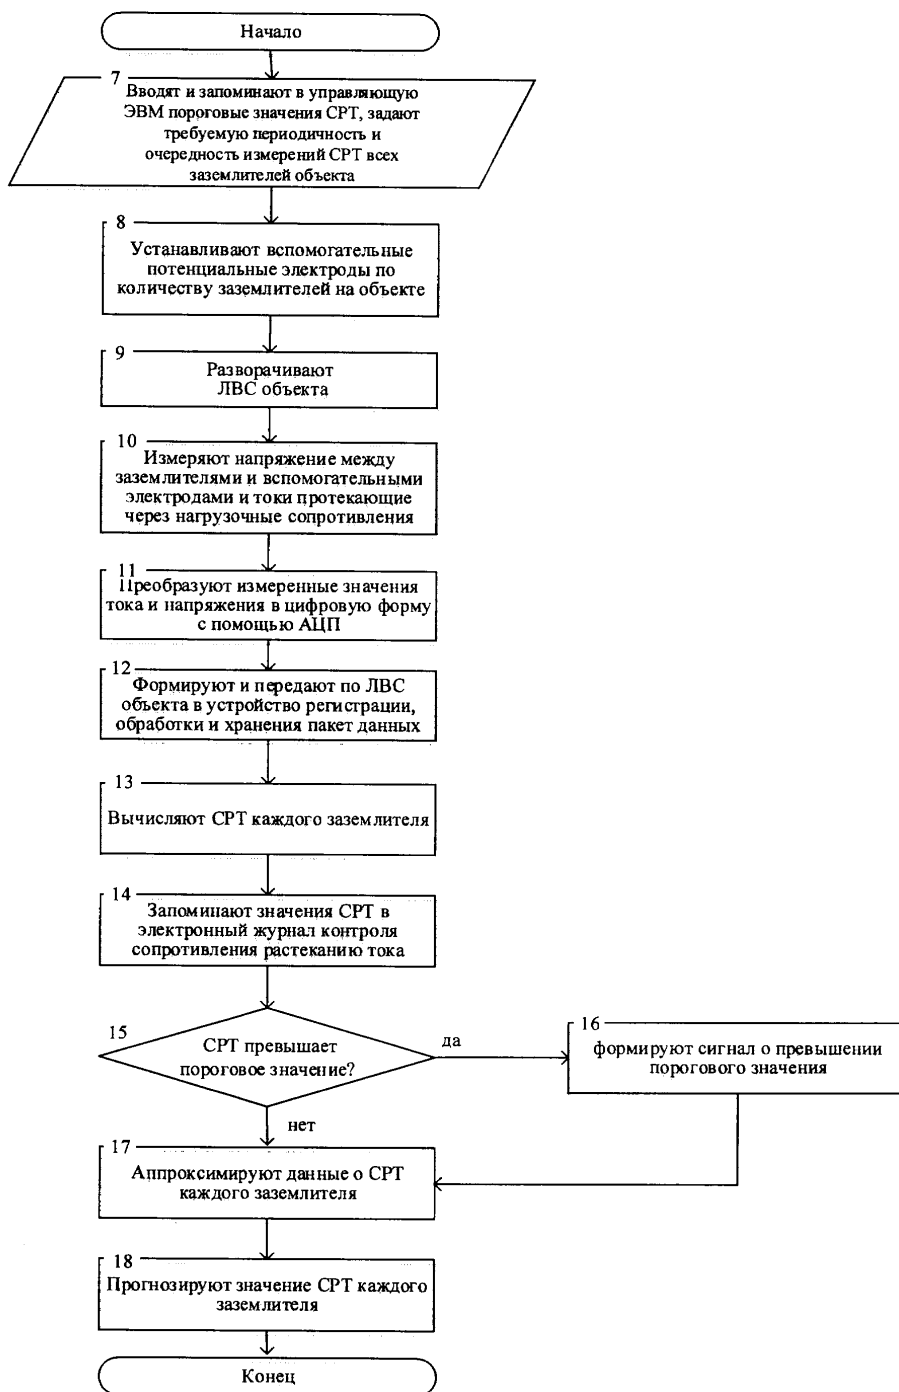 Начало
7
Вводят и запоминают в управляющую
ЭВМ пороговые значения СРТ, задают
требуемую периодичность и
очередность измерений СРТ всех
заземлителей объекта
8
Устанавливают вспомогательные
потенциальные электроды по
количеству заземлителей на объекте
9
Разворачивают
ЛВС объекта
10
Измеряют напряжение между
заземлителями и вспомогательными
электродами и токи протекающие
через нагрузочные сопротивления
11
Преобразуют измеренные значения
тока и напряжения в цифровую форму
с помощью АЦП
12
Формируют и передают по ЛВС
объекта в устройство регистрации,
обработки и хранения пакет данных
13
Вычисляют СРТ каждого заземлителя
14
Запоминают значения СРТ в
электронный журнал контроля
сопротивления растеканию тока
15
СРТ превышает
пороговое значение?
да
16
формируют сигнал о превышении
порогового значения
нет
17
Аппроксимируют данные о СРТ
каждого заземлителя
18
Прогнозируют значение СРТ каждого
заземлителя
Конец